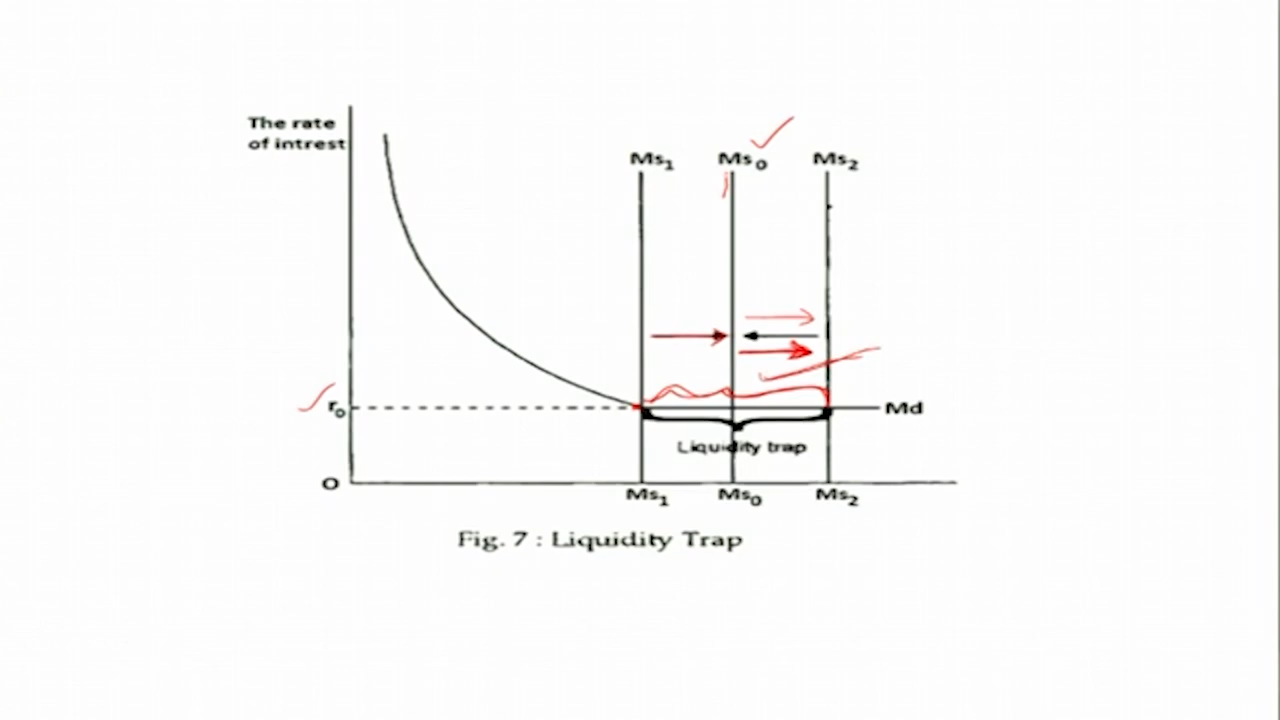 The rate
of intrest
Ms₁ Ms₀ Ms₂
r₀
Md
Liquidity trap
O
Ms₁ Ms₀ Ms₂
Fig. 7 : Liquidity Trap